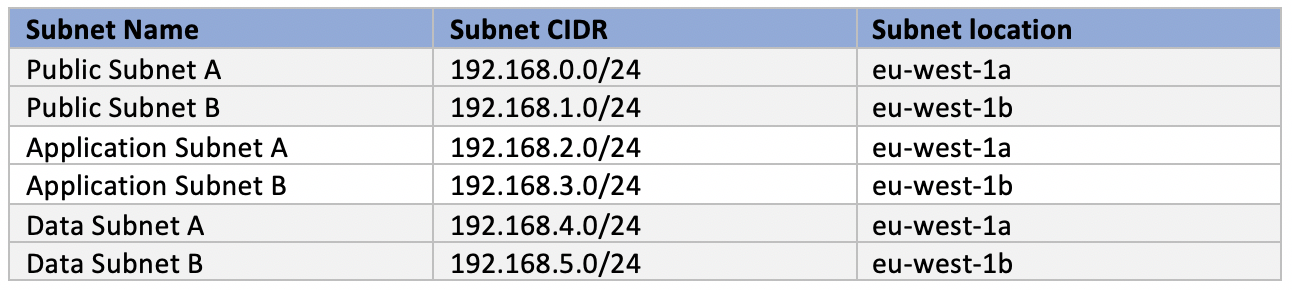 Subnet Name Subnet CIDR Subnet location
Public Subnet A 192.168.0.0/24 eu-west-1a
Public Subnet B 192.168.1.0/24 eu-west-1b
Application Subnet A 192.168.2.0/24 eu-west-1a
Application Subnet B 192.168.3.0/24 eu-west-1b
Data Subnet A 192.168.4.0/24 eu-west-1a
Data Subnet B 192.168.5.0/24 eu-west-1b